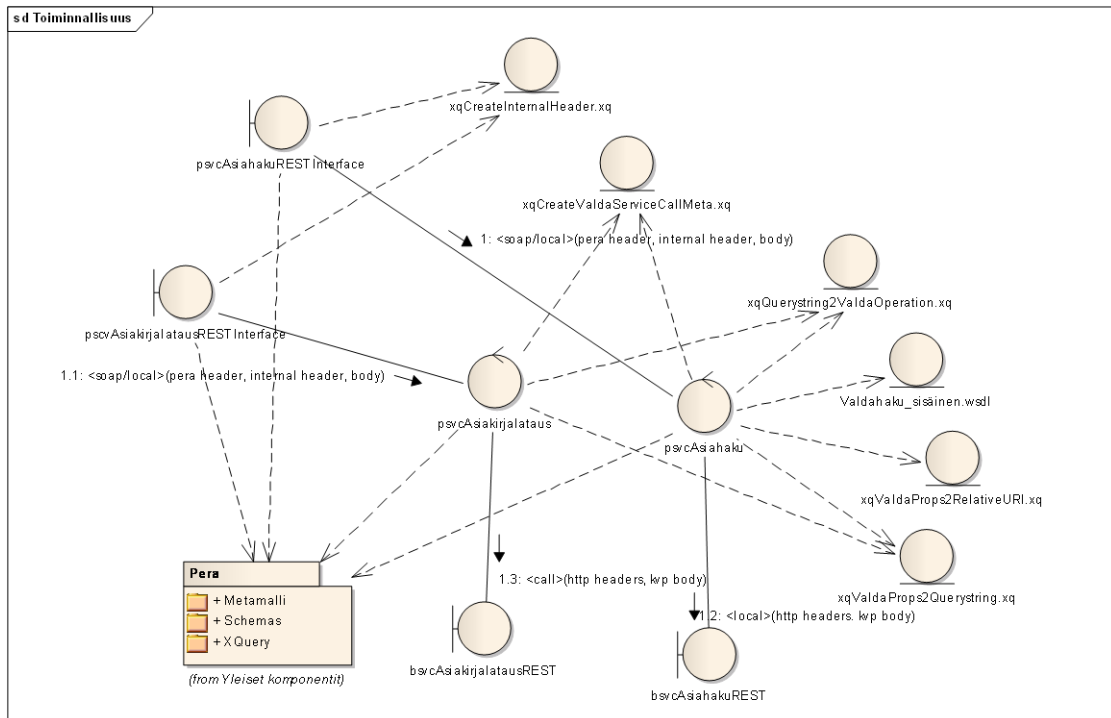 sd Toiminnallisuus
xqCreateInternalHeader.xq
psvcAsiahakuRESTInterface
xqCreateValdaServiceCallMeta.xq
1: <soap/local>(pera header, internal header, body)
xqQuerystring2ValdaOperation.xq
pscvAsiakirjalatausRESTInterface
1.1: <soap/local>(pera header, internal header, body)
Valdahaku_sisäinen.wsdl
psvcAsiakirjalataus
psvcAsiahaku
xqValdaProps2RelativeURI.xq
Pera
+ Metamalli
+ Schemas
+ XQuery
(from Yleiset komponentit)
1.3: <call>(http headers, kvp body)
xqValdaProps2Querystring.xq
1.2: <local>(http headers. kvp body)
bsvcAsiakirjalatausREST
bsvcAsiahakuREST